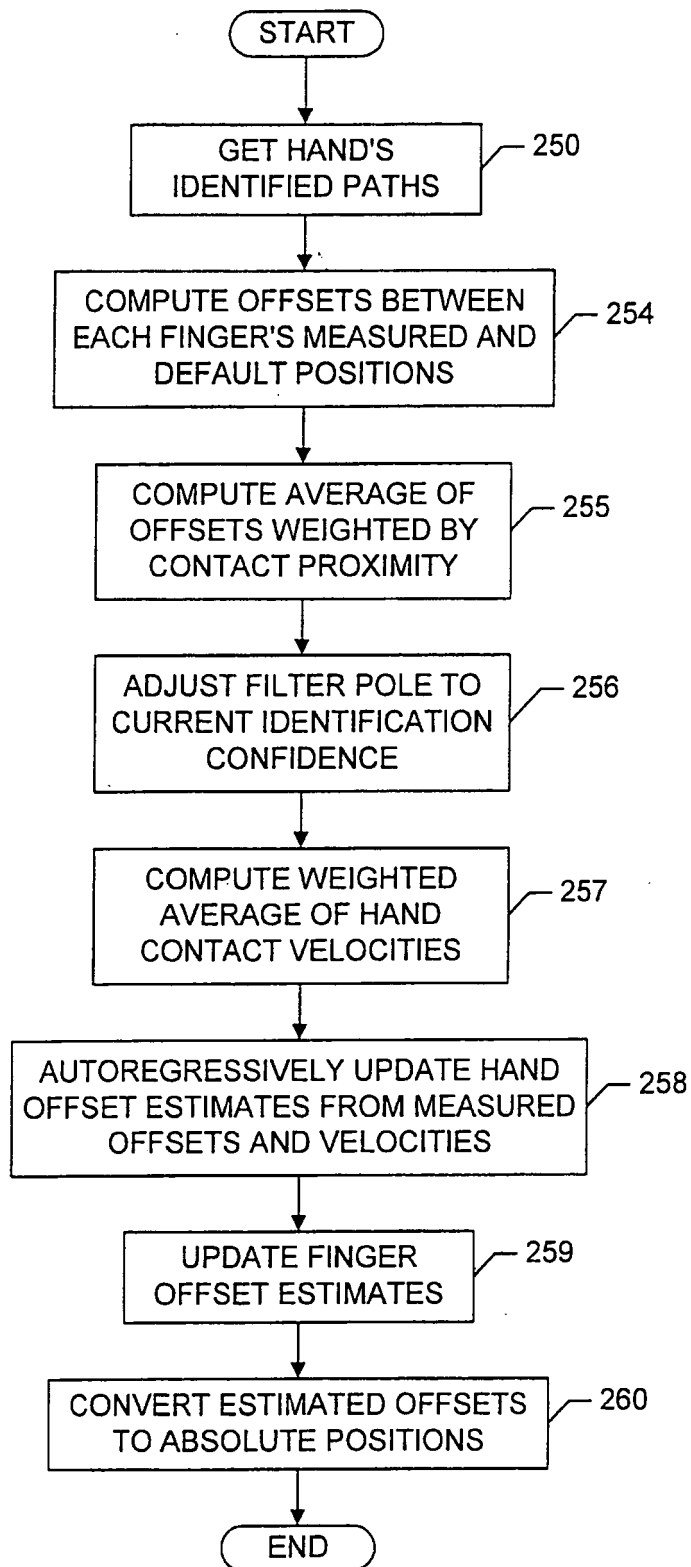 START
GET HAND'S
IDENTIFIED PATHS
250
COMPUTE OFFSETS BETWEEN
EACH FINGER'S MEASURED AND
DEFAULT POSITIONS
254
COMPUTE AVERAGE OF
OFFSETS WEIGHTED BY
CONTACT PROXIMITY
255
ADJUST FILTER POLE TO
CURRENT IDENTIFICATION
CONFIDENCE
256
COMPUTE WEIGHTED
AVERAGE OF HAND
CONTACT VELOCITIES
257
AUTOREGRESSIVELY UPDATE HAND
OFFSET ESTIMATES FROM MEASURED
OFFSETS AND VELOCITIES
258
UPDATE FINGER
OFFSET ESTIMATES
259
CONVERT ESTIMATED OFFSETS
TO ABSOLUTE POSITIONS
260
END